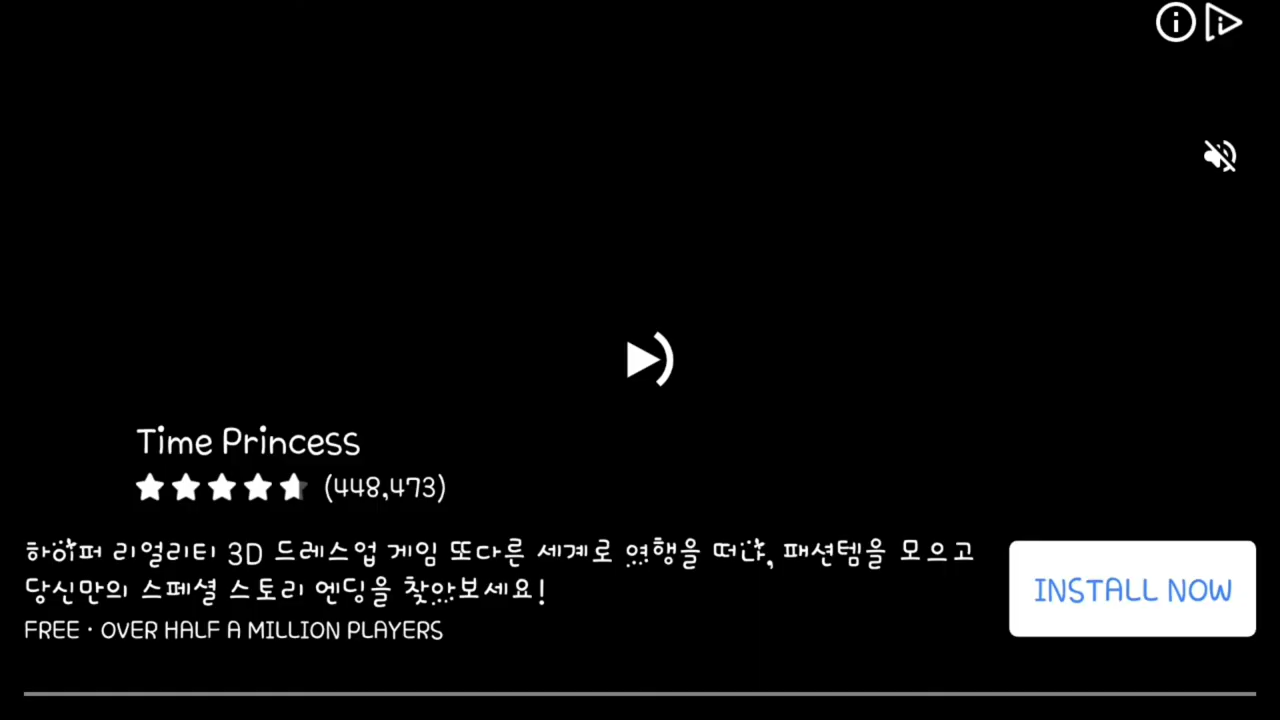 Time Princess
(448,473)
하이퍼 리얼리티 3D 드레스업 게임 또다른 세계로 여행을 떠나, 패션템을 모으고
당신만의 스페셜 스토리 엔딩을 찾아보세요!
FREE · OVER HALF A MILLION PLAYERS
INSTALL NOW